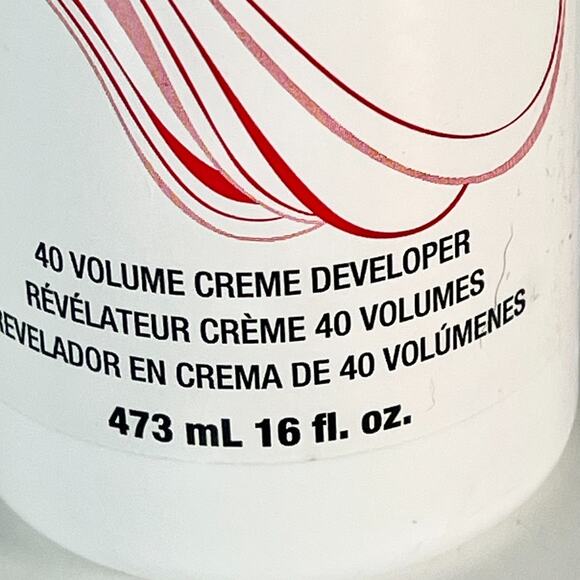 40 VOLUME CREME DEVELOPER
RÉVÉLATEUR CRÈME 40 VOLUMES
REVELADOR EN CREMA DE 40 VOLÚMENES
473 mL 16 fl. oz.